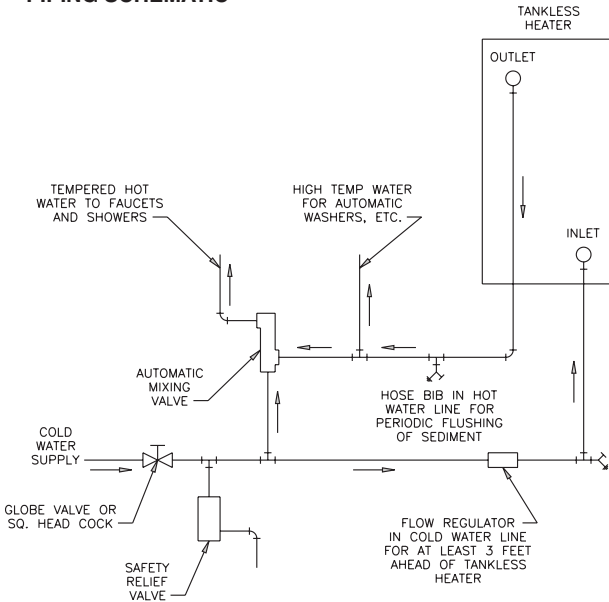 PIPING SCHEMATIC
TANKLESS
HEATER
OUTLET
TEMPERED HOT
WATER TO FAUCETS
AND SHOWERS
HIGH TEMP WATER
FOR AUTOMATIC
WASHERS, ETC.
INLET
AUTOMATIC
MIXING
VALVE
HOSE BIB IN HOT
WATER LINE FOR
PERIODIC FLUSHING
OF SEDIMENT
COLD
WATER
SUPPLY
GLOBE VALVE OR
SQ. HEAD COCK
FLOW REGULATOR
IN COLD WATER LINE
FOR AT LEAST 3 FEET
AHEAD OF TANKLESS
HEATER
SAFETY
RELIEF
VALVE